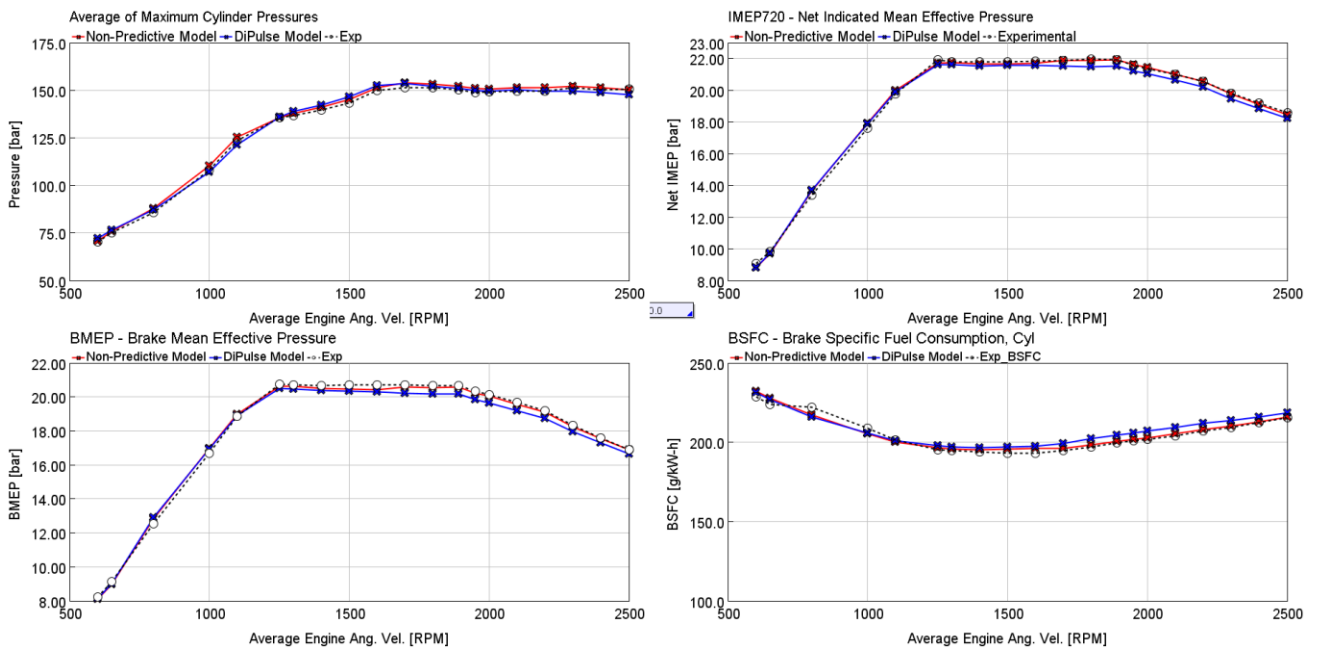 Average of Maximum Cylinder Pressures
Non-Predictive Model DiPulse Model Exp
175.0
150.0
125.0
100.0
75.0
50.0
Pressure [bar]
500 1000 1500 2000 2500
Average Engine Ang. Vel. [RPM]
IMEP720 - Net Indicated Mean Effective Pressure
Non-Predictive Model DiPulse Model Experimental
23.00
22.00
20.00
18.00
16.00
14.00
12.00
10.00
8.00
Net IMEP [bar]
500 1000 1500 2000 2500
Average Engine Ang. Vel. [RPM]
0.0
BMEP - Brake Mean Effective Pressure
Non-Predictive Model DiPulse Model Exp
22.00
20.00
18.00
16.00
14.00
12.00
10.00
8.00
BMEP [bar]
500 1000 1500 2000 2500
Average Engine Ang. Vel. [RPM]
BSFC - Brake Specific Fuel Consumption, Cyl
Non-Predictive Model DiPulse Model Exp_BSFC
250.0
200.0
150.0
100.0
BSFC [g/kW-h]
500 1000 1500 2000 2500
Average Engine Ang. Vel. [RPM]